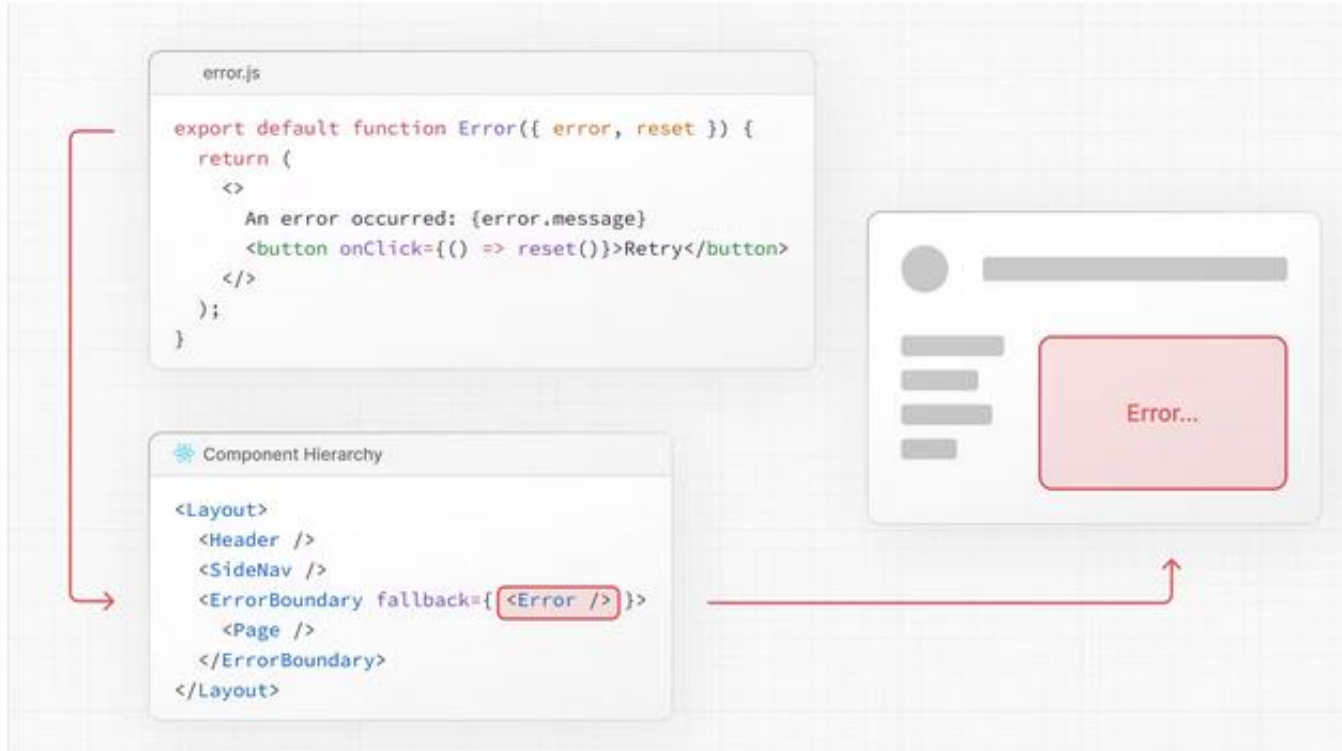 error.js
export default function Error({ error, reset }) {
  return (
    <>
      An error occurred: {error.message}
      <button onClick={() => reset()}>Retry</button>
    </>
  );
}
Component Hierarchy
<Layout>
  <Header />
  <SideNav />
  <ErrorBoundary fallback={ <Error /> }>
    <Page />
  </ErrorBoundary>
</Layout>
Error...